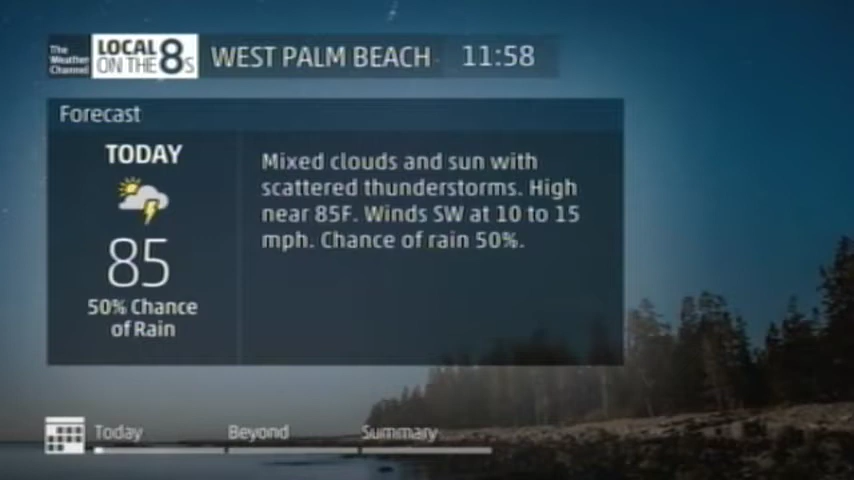 The Weather Channel
LOCAL ON THE 8s
WEST PALM BEACH
11:58
Forecast
TODAY
85
50% Chance
of Rain
Mixed clouds and sun with
scattered thunderstorms. High
near 85F. Winds SW at 10 to 15
mph. Chance of rain 50%.
Today
Beyond
Summary